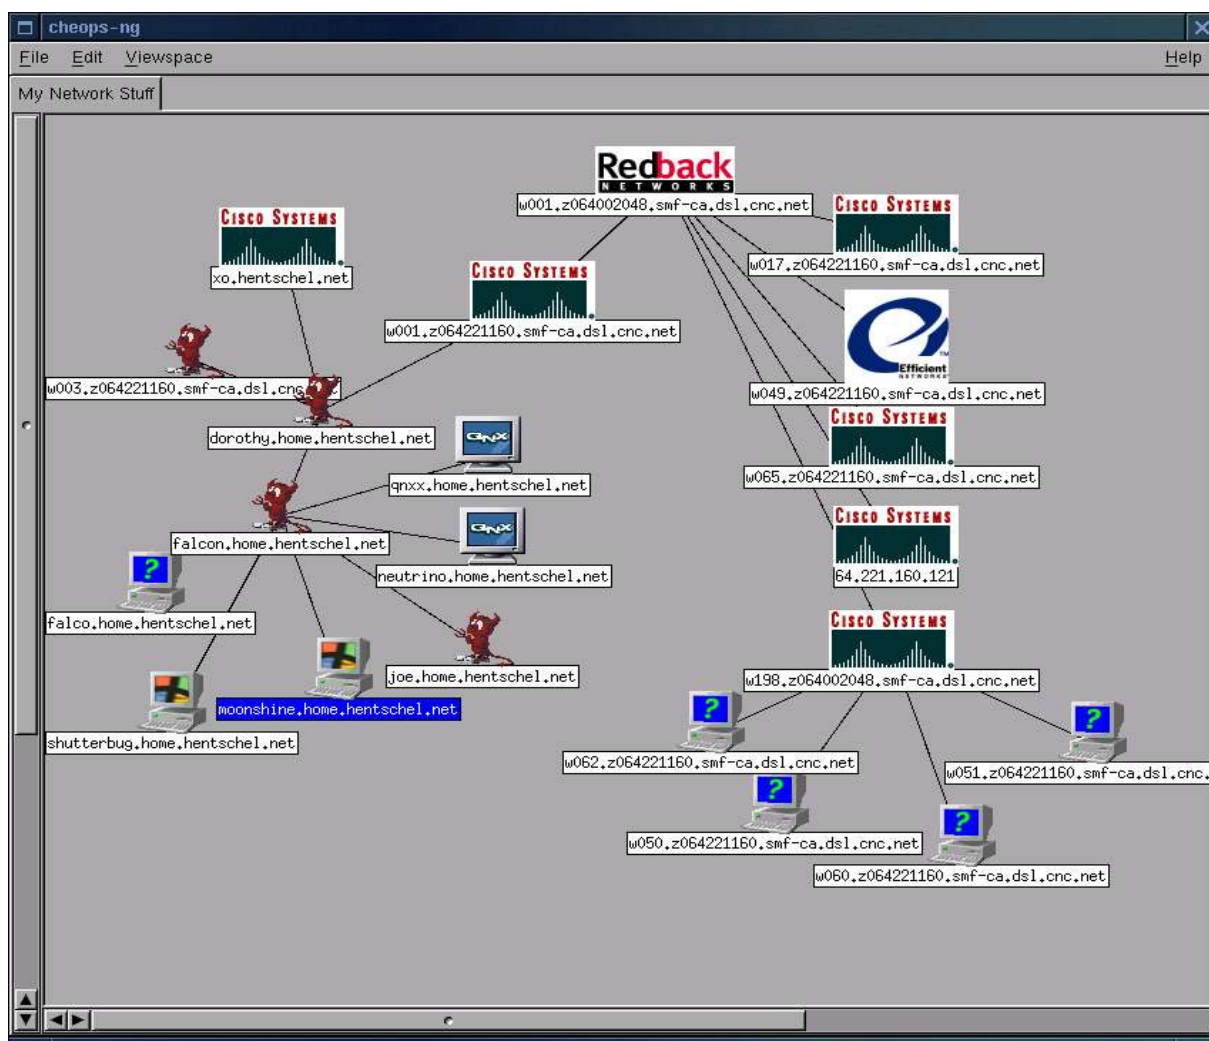 cheops-ng
File Edit Viewspace Help
My Network Stuff
Redback
NETWORKS
w001.z064002048.smf-ca.dsl.cnc.net
CISCO SYSTEMS
w017.z064221160.smf-ca.dsl.cnc.net
CISCO SYSTEMS
xo.hentschel.net
CISCO SYSTEMS
w001.z064221160.smf-ca.dsl.cnc.net
Efficient
NETWORKS
w049.z064221160.smf-ca.dsl.cnc.net
w003.z064221160.smf-ca.dsl.cnc
dorothy.home.hentschel.net
QNX
qnxx.home.hentschel.net
CISCO SYSTEMS
w065.z064221160.smf-ca.dsl.cnc.net
falcon.home.hentschel.net
QNX
neutrino.home.hentschel.net
CISCO SYSTEMS
64.221.160.121
?
falco.home.hentschel.net
joe.home.hentschel.net
CISCO SYSTEMS
w198.z064002048.smf-ca.dsl.cnc.net
moonshine.home.hentschel.net
shutterbug.home.hentschel.net
?
w062.z064221160.smf-ca.dsl.cnc.net
?
w051.z064221160.smf-ca.dsl.cnc.
?
w050.z064221160.smf-ca.dsl.cnc.net
?
w060.z064221160.smf-ca.dsl.cnc.net